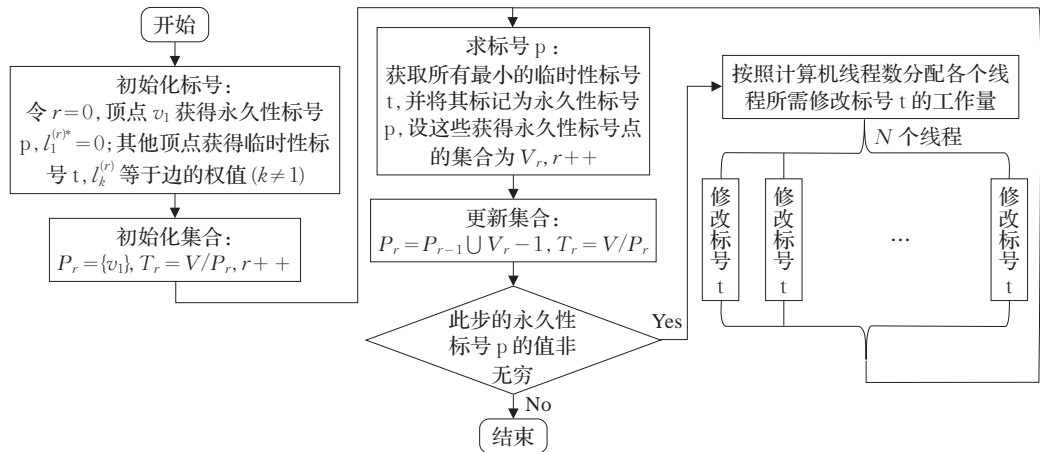 开始
初始化标号:
令 r=0, 顶点 v₁ 获得永久性标号
p, l₁⁽ʳ⁾*=0; 其他顶点获得临时性标
号 t, lₖ⁽ʳ⁾ 等于边的权值 (k≠1)
初始化集合:
Pᵣ={v₁}, Tᵣ=V/Pᵣ, r++
求标号 p:
获取所有最小的临时性标号
t, 并将其标记为永久性标号
p, 设这些获得永久性标号点
的集合为 Vᵣ, r++
更新集合:
Pᵣ=Pᵣ₋₁⋃Vᵣ-1, Tᵣ=V/Pᵣ
此步的永久性
标号 p 的值非
无穷
Yes
No
结束
按照计算机线程数分配各个线
程所需修改标号 t 的工作量
N 个线程
修改标号 t
修改标号 t
...
修改标号 t